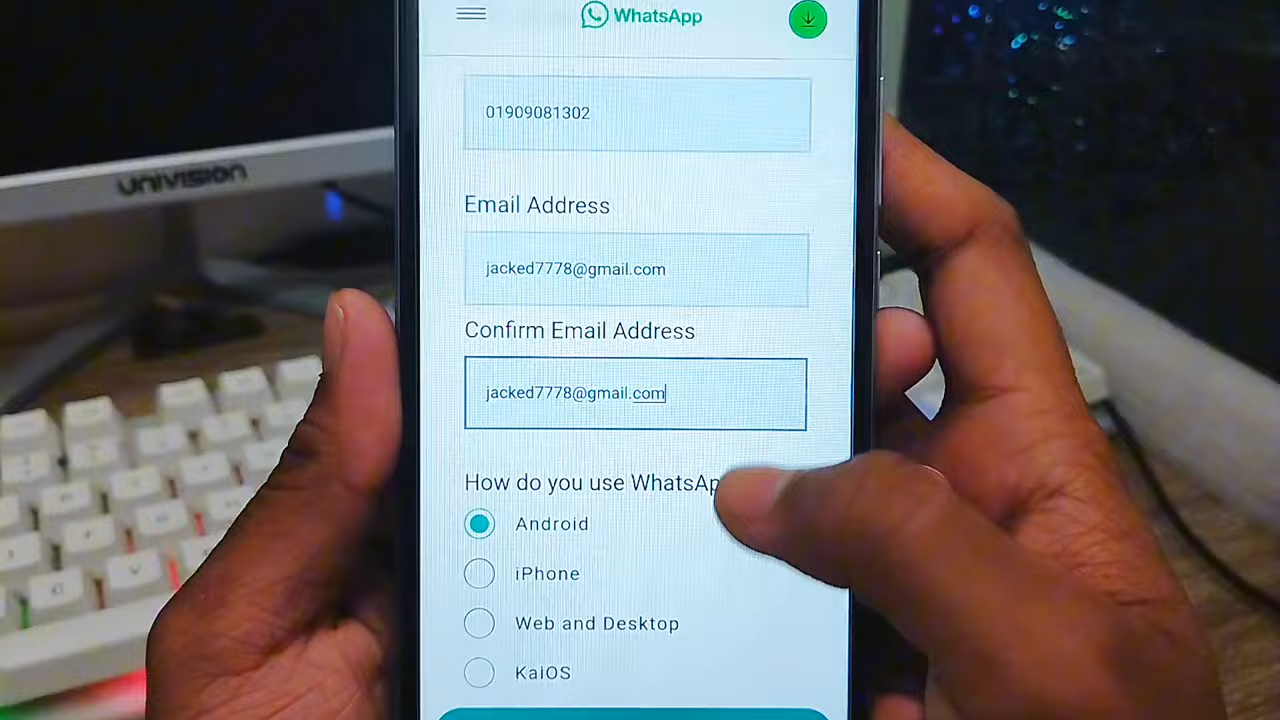 WhatsApp
01909081302
UNIVISION
Email Address
jacked7778@gmail.com
Confirm Email Address
jacked7778@gmail.com
How do you use WhatsAp
Android
iPhone
Web and Desktop
KaiOS